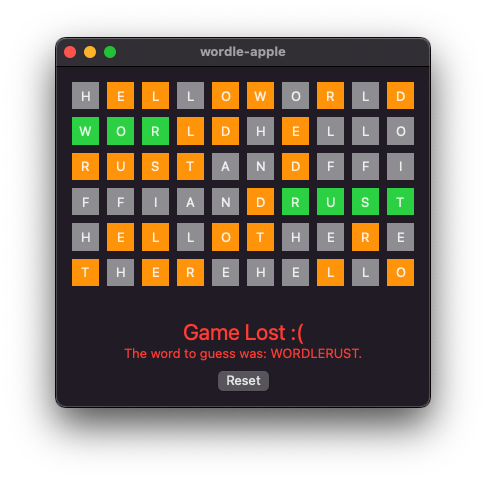 wordle-apple
H E L L O W O R L D
W O R L D H E L L O
R U S T A N D F F I
F F I A N D R U S T
H E L L O T H E R E
T H E R E H E L L O
Game Lost :(
The word to guess was: WORDLERUST.
Reset